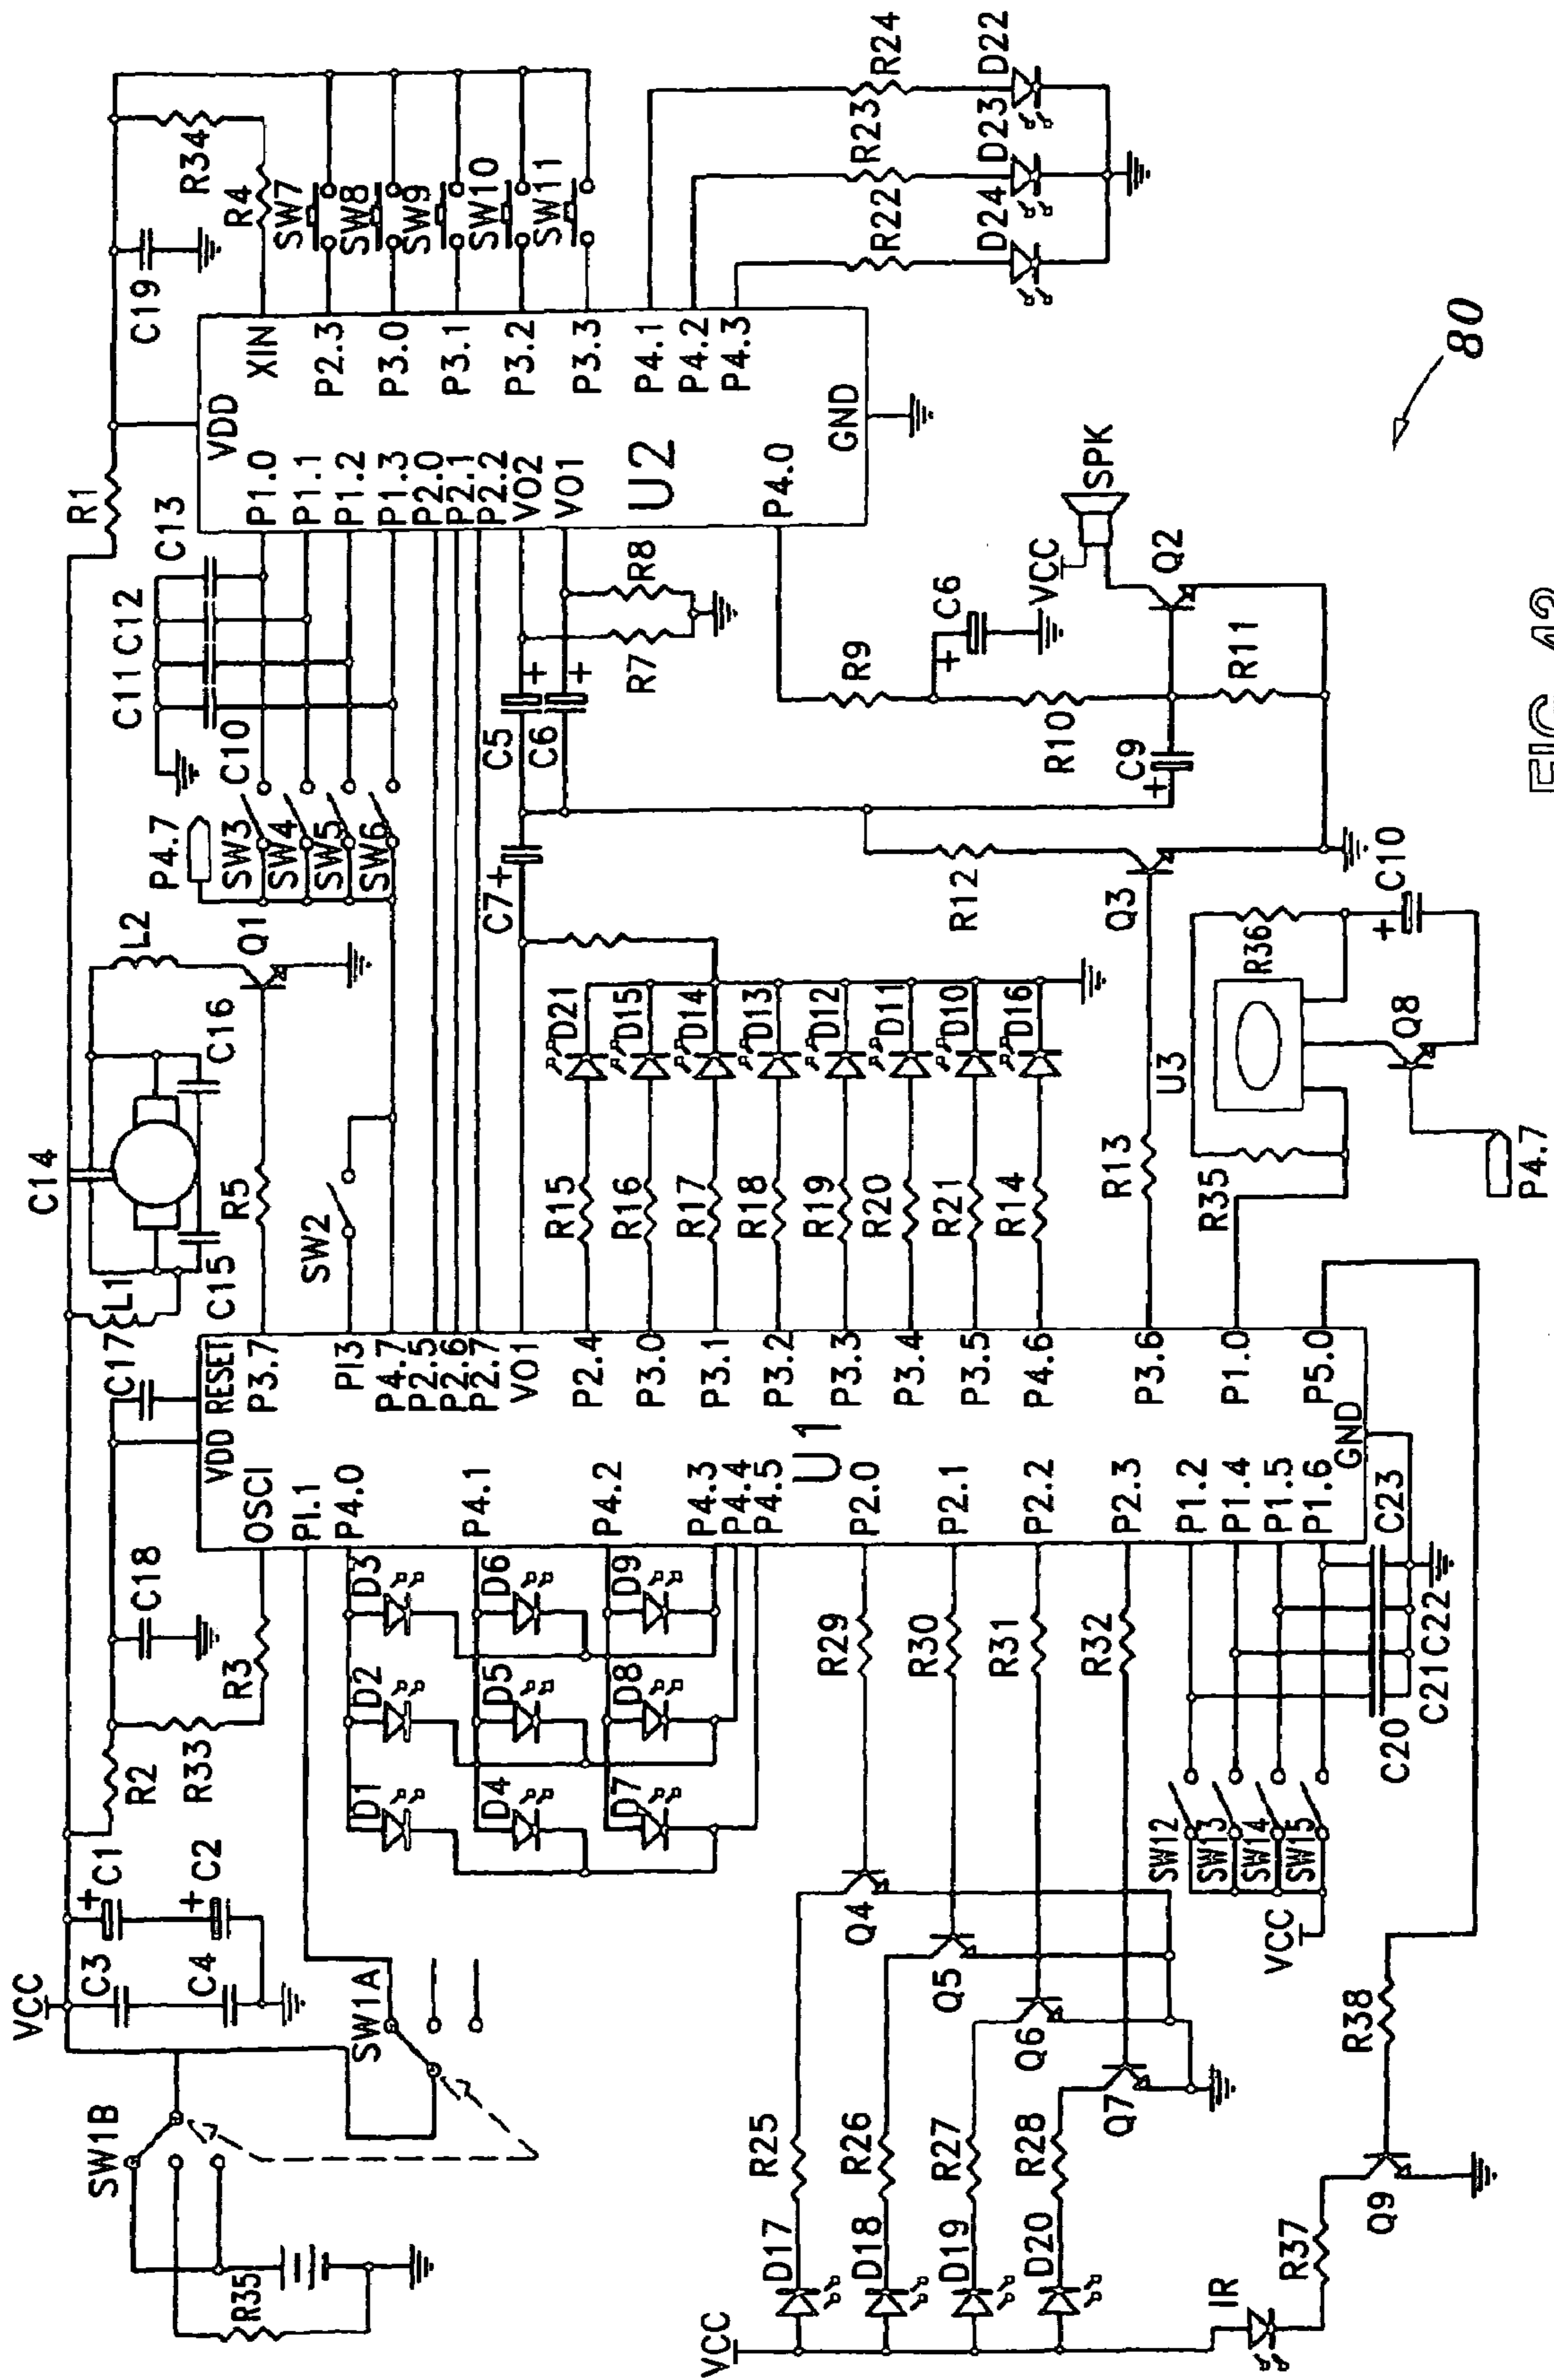 VCC
SW1B
R35
C3
C1
C4
C2
SW1A
R2
R33
C18
R3
C17
L1
C14
C15
C16
L2
R5
Q1
SW2
P4.7
SW3
SW4
SW5
SW6
C10
C11
C12
C13
R1
C19
R34
R4
SW7
SW8
SW9
SW10
SW11
VDD
RESET
OSCI
P3.7
PI.1
PI3
P4.0
P4.7
P2.5
P2.6
P2.7
VO1
P4.1
P2.4
P4.2
P3.0
P4.3
P3.1
P4.4
P4.5
P3.2
U1
P2.0
P3.3
P3.4
P2.1
P3.5
P2.2
P4.6
P2.3
P3.6
P1.2
P1.4
P1.0
P1.5
P1.6
P5.0
GND
VDD
P1.0
XIN
P1.1
P2.3
P1.2
P3.0
P1.3
P3.1
P2.0
P2.1
P3.2
P2.2
VO2
P3.3
VO1
U2
P4.1
P4.2
P4.3
P4.0
GND
D1
D2
D3
D4
D5
D6
D7
D8
D9
C7+
C5
+
C6
+
R7
R8
R22
R23
R24
D24
D23
D22
R15
D21
R16
D15
R17
D14
R18
D13
R19
D12
R20
D11
R21
D10
R14
D16
R9
+
C6
VCC
SPK
R10
C9
+
Q2
R11
R12
Q3
R13
U3
R35
R36
+
C10
Q8
P4.7
R29
R30
R31
R32
Q4
Q5
Q6
Q7
R25
R26
R27
R28
D17
D18
D19
D20
VCC
SW12
SW13
SW14
SW15
VCC
C20
C21
C22
C23
IR
R37
R38
Q9
80